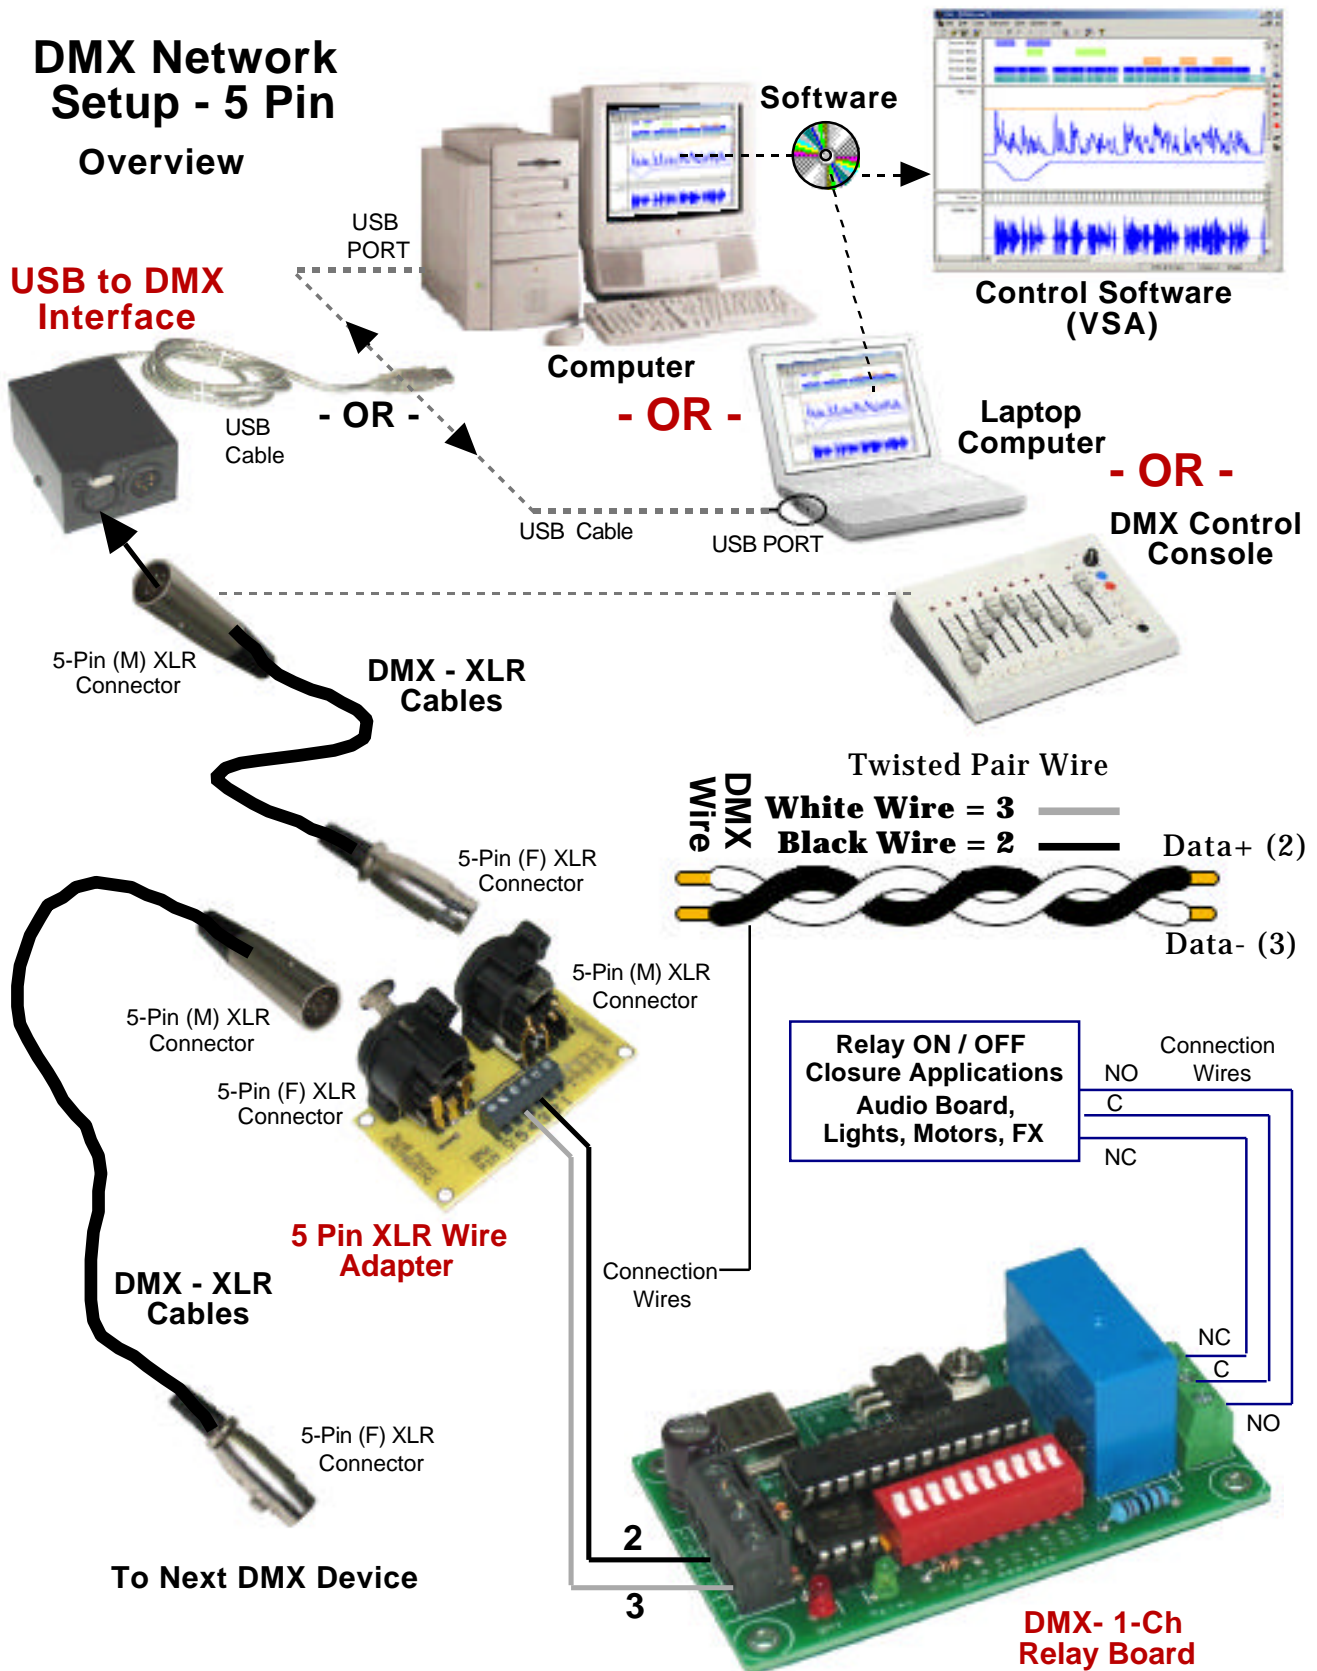 DMX Network
Setup - 5 Pin
Overview
Software
USB
PORT
Control Software
(VSA)
USB to DMX
Interface
Computer
- OR -
- OR -
USB
Cable
Laptop
Computer
- OR -
USB Cable
USB PORT
DMX Control
Console
5-Pin (M) XLR
Connector
DMX - XLR
Cables
Twisted Pair Wire
DMX
Wire
White Wire = 3
Black Wire = 2
Data+ (2)
Data- (3)
5-Pin (F) XLR
Connector
5-Pin (M) XLR
Connector
5-Pin (M) XLR
Connector
5-Pin (F) XLR
Connector
Relay ON / OFF
Closure Applications
Audio Board,
Lights, Motors, FX
Connection
Wires
NO
C
NC
5 Pin XLR Wire
Adapter
Connection
Wires
DMX - XLR
Cables
NC
C
NO
5-Pin (F) XLR
Connector
2
3
To Next DMX Device
DMX- 1-Ch
Relay Board